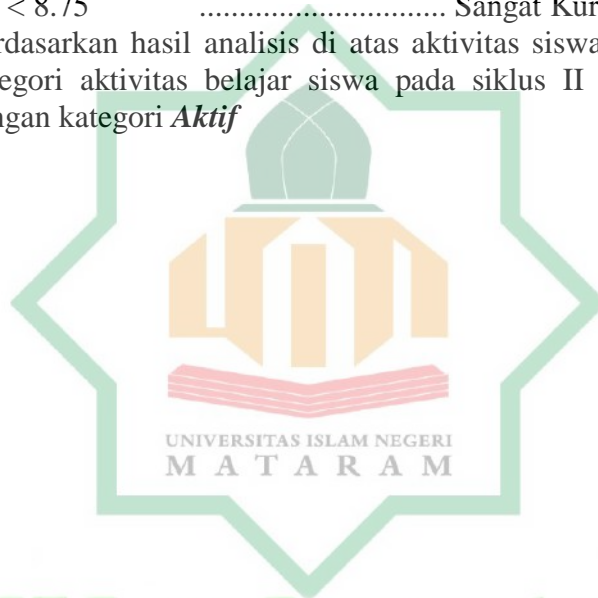 < 8.75 ............................. Sangat Kur
rdasarkan hasil analisis di atas aktivitas siswa
egori aktivitas belajar siswa pada siklus II
ngan kategori Aktif
UNIVERSITAS ISLAM NEGERI
MATARAM